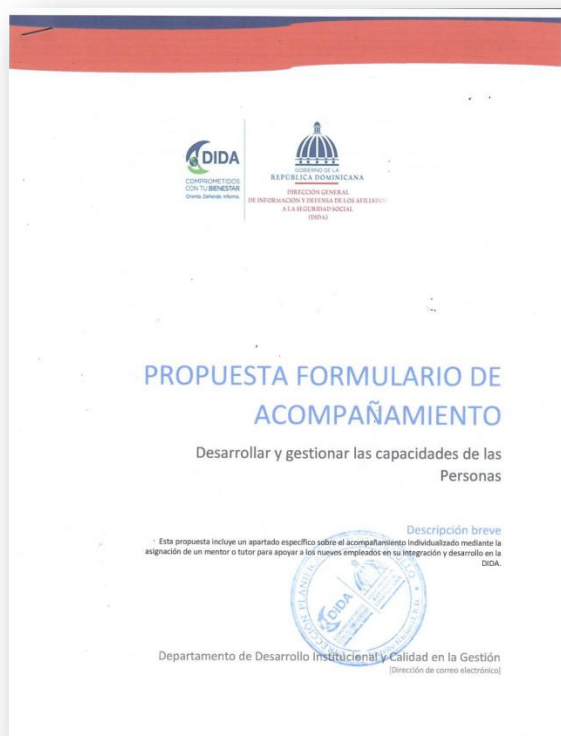 DIDA
COMPROMETIDOS
CON TU BIENESTAR
Orienta. Defiende. Informa.
GOBIERNO DE LA
REPÚBLICA DOMINICANA
DIRECCIÓN GENERAL
DE INFORMACIÓN Y DEFENSA DE LOS AFILIADOS
A LA SEGURIDAD SOCIAL
(DIDA)
PROPUESTA FORMULARIO DE
ACOMPAÑAMIENTO
Desarrollar y gestionar las capacidades de las
Personas
Descripción breve
Esta propuesta incluye un apartado específico sobre el acompañamiento individualizado mediante la
asignación de un mentor o tutor para apoyar a los nuevos empleados en su integración y desarrollo en la
DIDA.
DIDA
Departamento de Desarrollo Institucional y Calidad en la Gestión
[Dirección de correo electrónico]